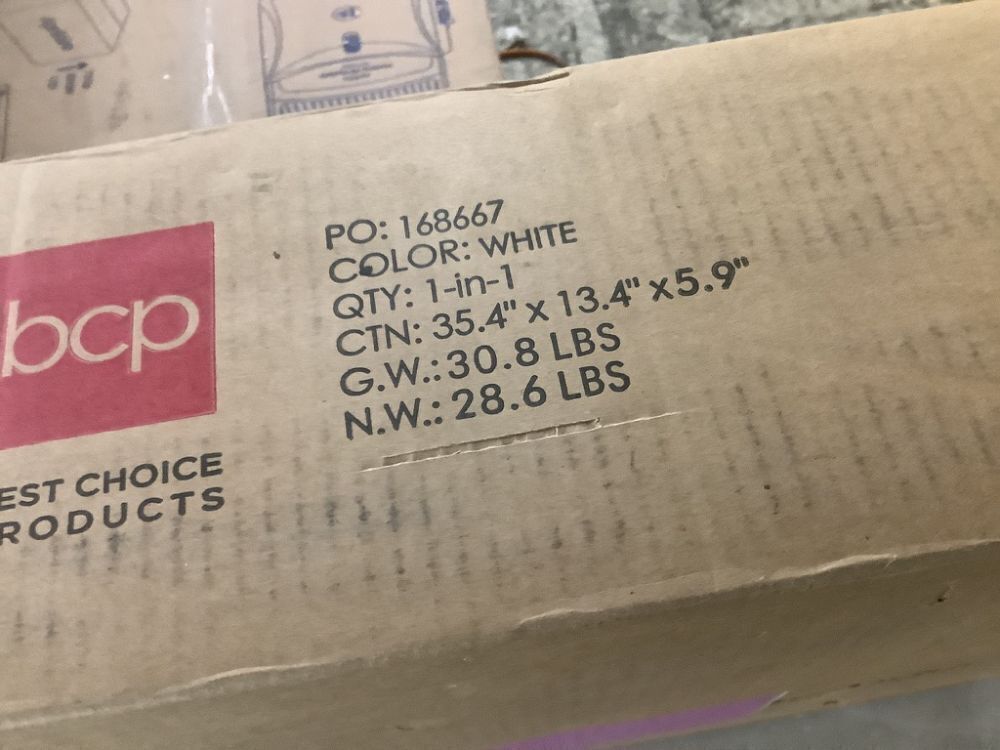 bcp
EST CHOICE
RODUCTS
PO: 168667
COLOR: WHITE
QTY: 1-in-1
CTN: 35.4" x 13.4" x 5.9"
G.W.: 30.8 LBS
N.W.: 28.6 LBS